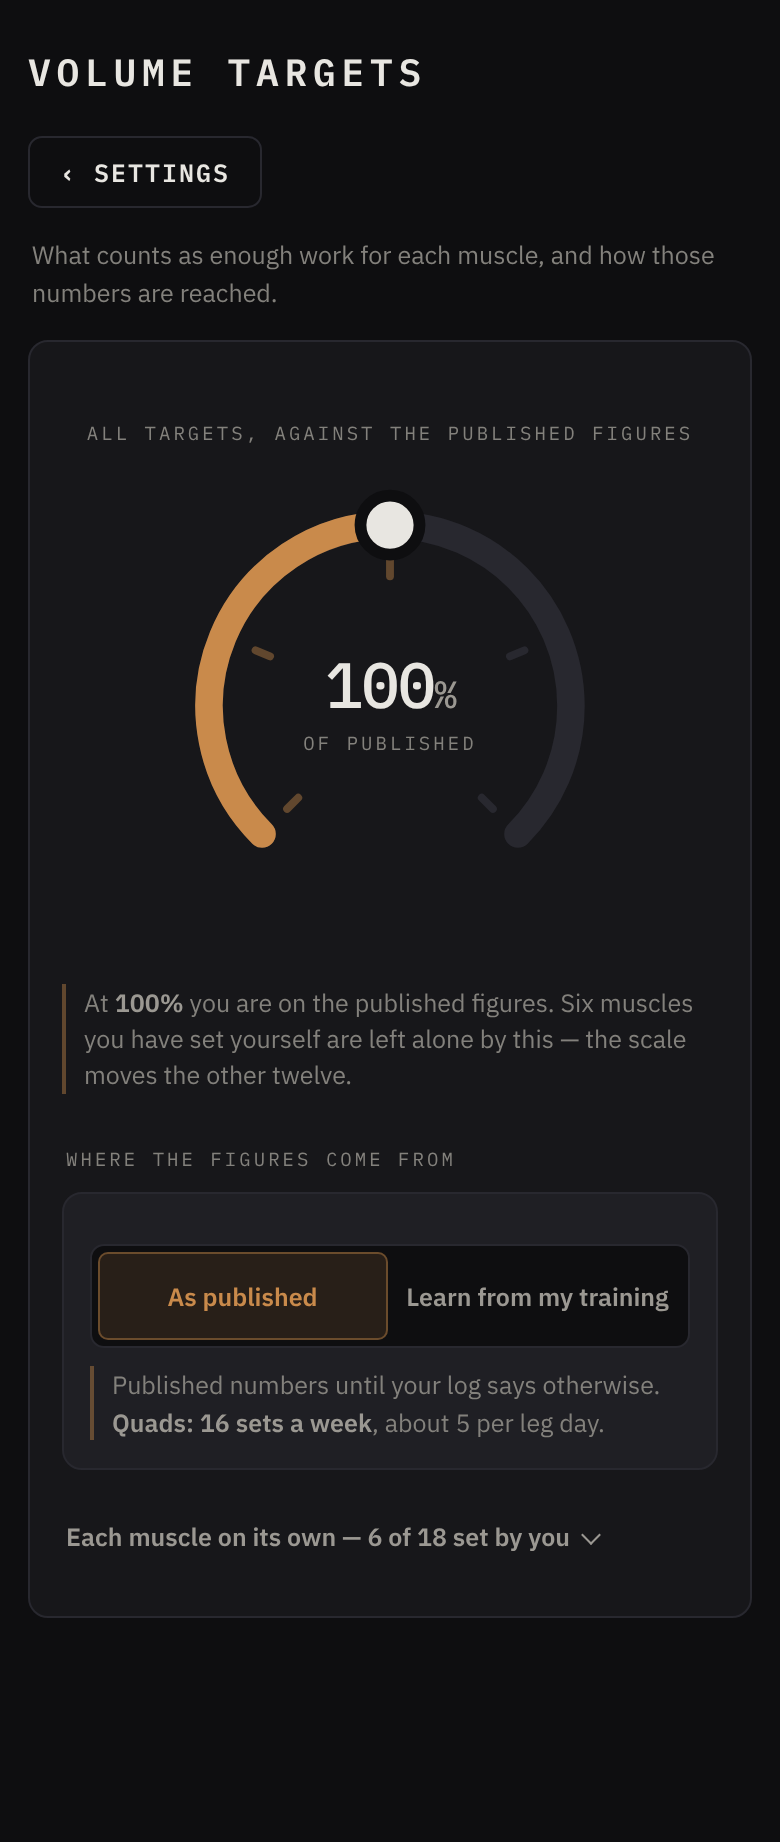 VOLUME TARGETS
‹ SETTINGS
What counts as enough work for each muscle, and how those
numbers are reached.
ALL TARGETS, AGAINST THE PUBLISHED FIGURES
100%
OF PUBLISHED
At 100% you are on the published figures. Six muscles
you have set yourself are left alone by this — the scale
moves the other twelve.
WHERE THE FIGURES COME FROM
As published
Learn from my training
Published numbers until your log says otherwise.
Quads: 16 sets a week, about 5 per leg day.
Each muscle on its own — 6 of 18 set by you